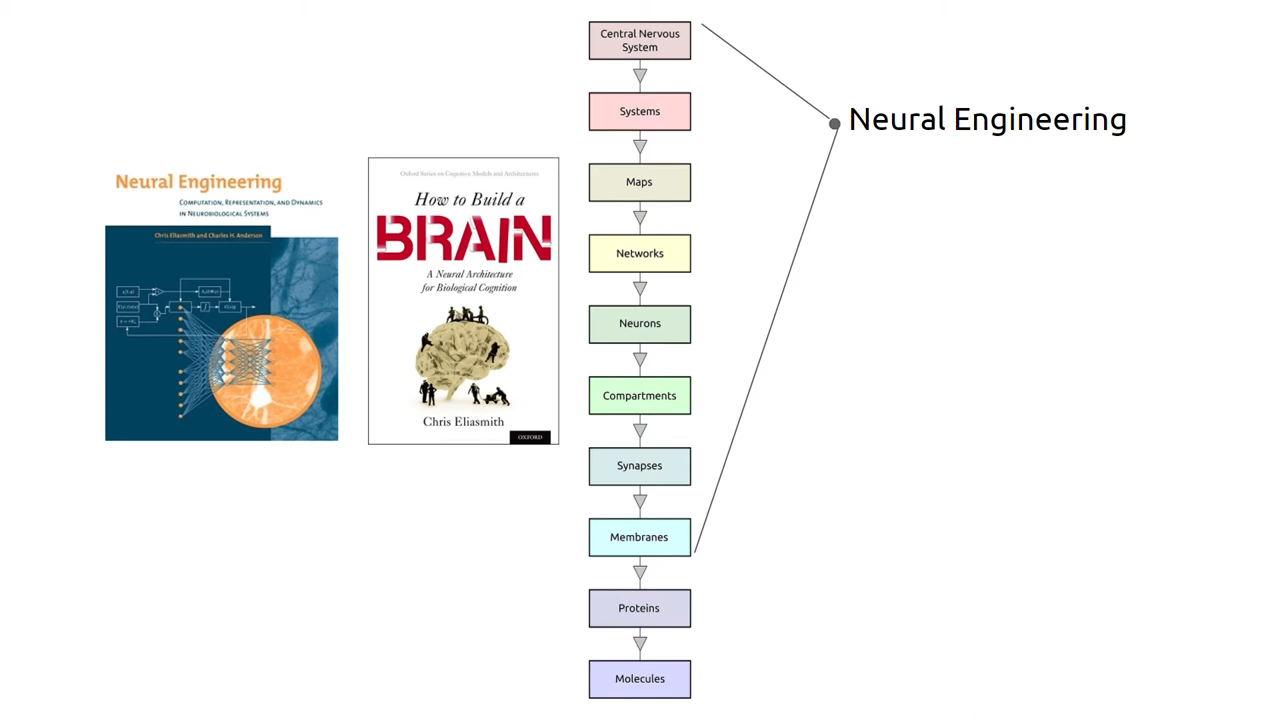 Neural Engineering
COMPUTATION, REPRESENTATION, AND DYNAMICS
IN NEUROBIOLOGICAL SYSTEMS
Chris Eliasmith and Charles H. Anderson
Oxford Series on Cognitive Models and Architectures
How to Build a
BRAIN
A Neural Architecture
for Biological Cognition
Chris Eliasmith
OXFORD
Central Nervous
System
Systems
Maps
Networks
Neurons
Compartments
Synapses
Membranes
Proteins
Molecules
Neural Engineering